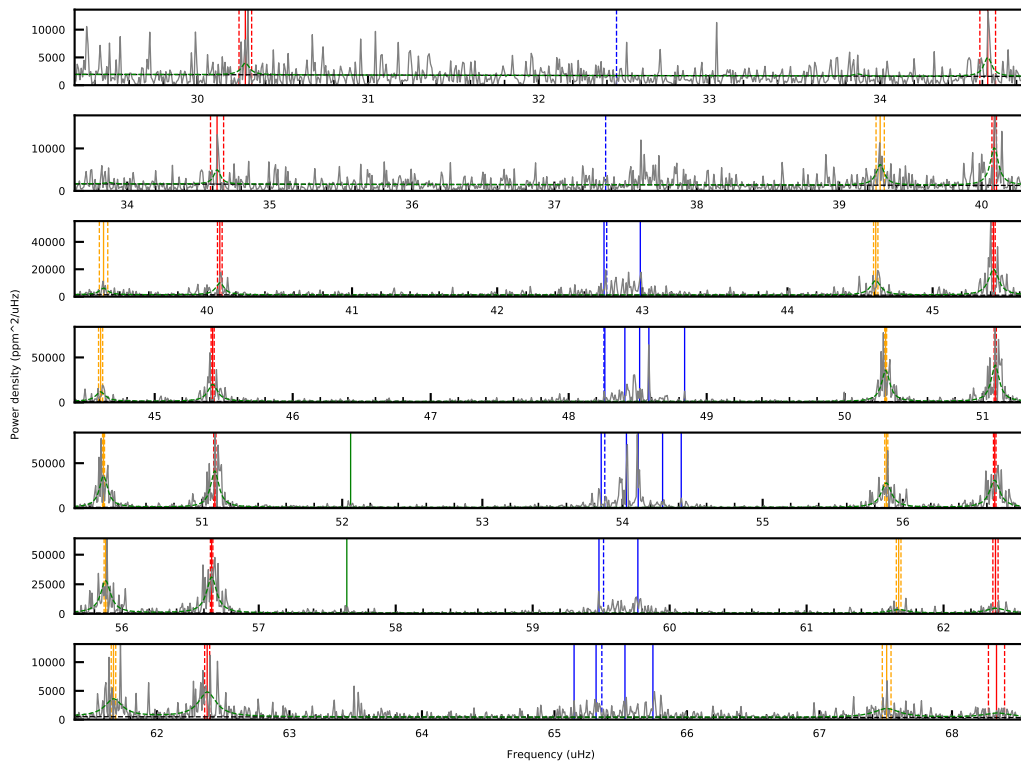 10000
5000
0
30 31 32 33 34
10000
0
34 35 36 37 38 39 40
40000
20000
0
40 41 42 43 44 45
50000
0
45 46 47 48 49 50 51
Power density (ppm^2/uHz)
50000
0
51 52 53 54 55 56
50000
25000
0
56 57 58 59 60 61 62
10000
5000
0
62 63 64 65 66 67 68
Frequency (uHz)